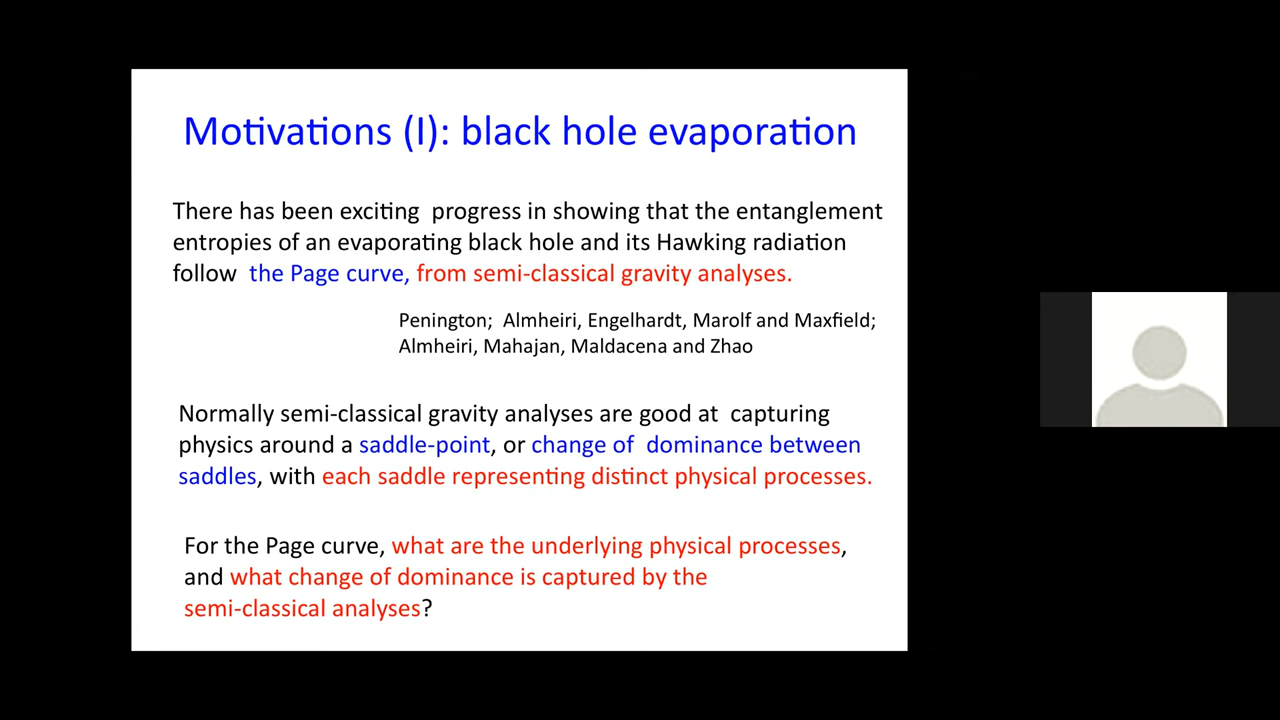 Motivations (I): black hole evaporation
There has been exciting progress in showing that the entanglement
entropies of an evaporating black hole and its Hawking radiation
follow the Page curve, from semi-classical gravity analyses.
Penington; Almheiri, Engelhardt, Marolf and Maxfield;
Almheiri, Mahajan, Maldacena and Zhao
Normally semi-classical gravity analyses are good at capturing
physics around a saddle-point, or change of dominance between
saddles, with each saddle representing distinct physical processes.
For the Page curve, what are the underlying physical processes,
and what change of dominance is captured by the
semi-classical analyses?